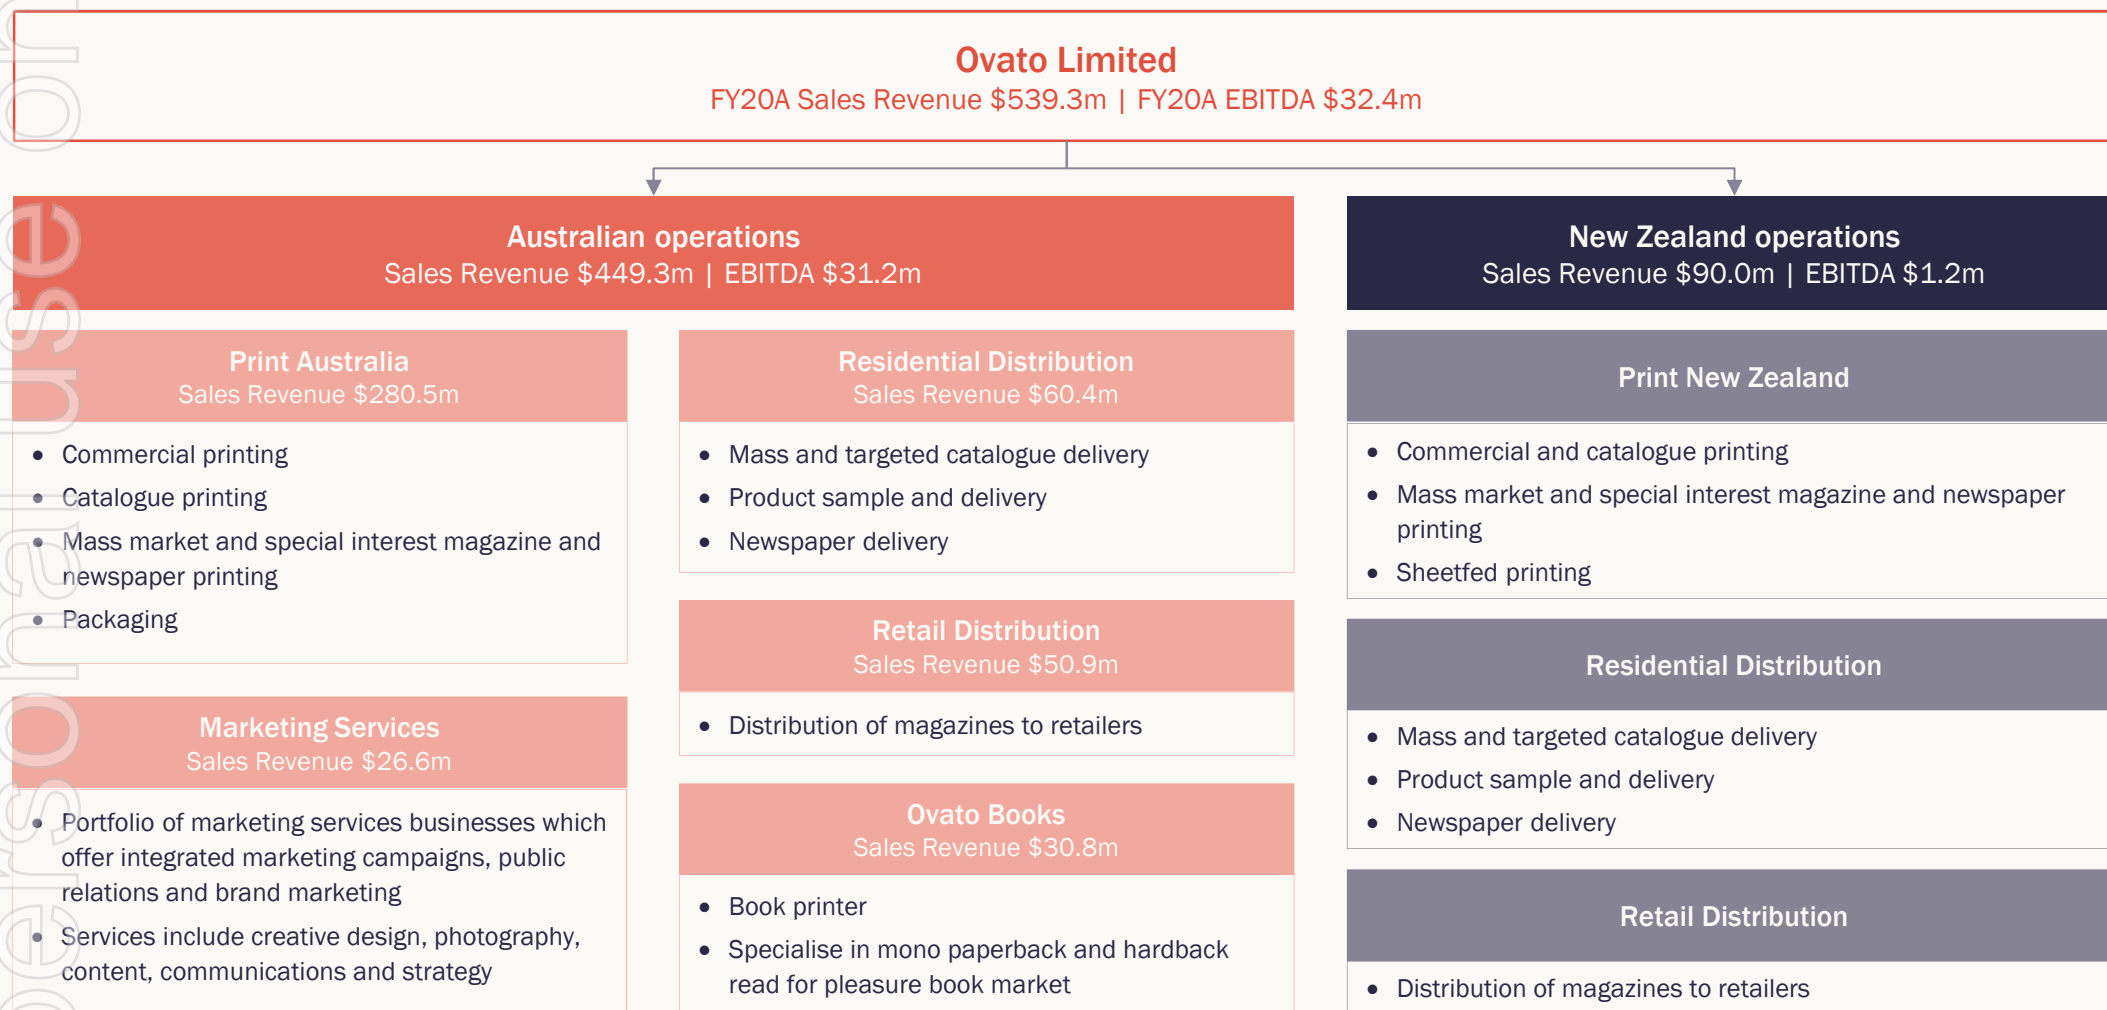 Ovato Limited
FY20A Sales Revenue $539.3m | FY20A EBITDA $32.4m
Australian operations
Sales Revenue $449.3m | EBITDA $31.2m
Print Australia
Sales Revenue $280.5m
• Commercial printing
• Catalogue printing
• Mass market and special interest magazine and
newspaper printing
• Packaging
Marketing Services
Sales Revenue $26.6m
• Portfolio of marketing services businesses which
offer integrated marketing campaigns, public
relations and brand marketing
• Services include creative design, photography,
content, communications and strategy
Residential Distribution
Sales Revenue $60.4m
• Mass and targeted catalogue delivery
• Product sample and delivery
• Newspaper delivery
Retail Distribution
Sales Revenue $50.9m
• Distribution of magazines to retailers
Ovato Books
Sales Revenue $30.8m
• Book printer
• Specialise in mono paperback and hardback
read for pleasure book market
New Zealand operations
Sales Revenue $90.0m | EBITDA $1.2m
Print New Zealand
• Commercial and catalogue printing
• Mass market and special interest magazine and newspaper
printing
• Sheetfed printing
Residential Distribution
• Mass and targeted catalogue delivery
• Product sample and delivery
• Newspaper delivery
Retail Distribution
• Distribution of magazines to retailers
ersonal use on